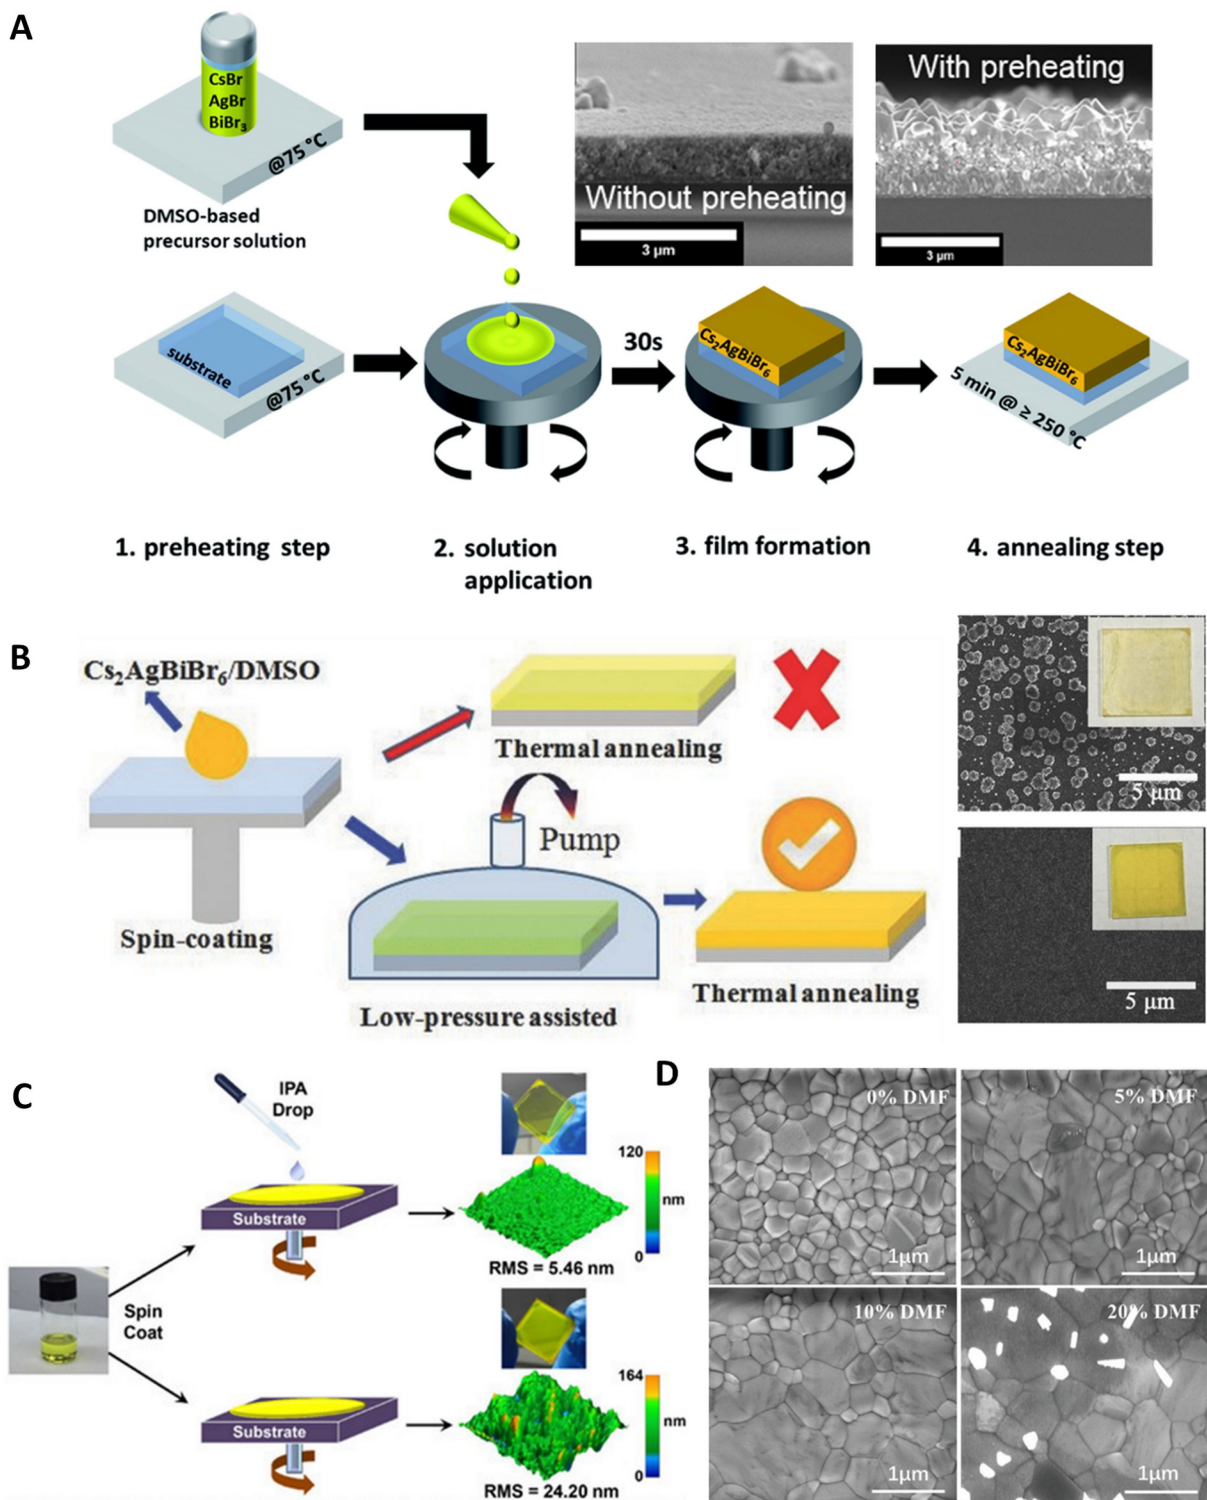 A
CsBr
AgBr
BiBr₃
@75 °C
DMSO-based
precursor solution
Without preheating
3 µm
With preheating
3 µm
substrate
@75 °C
30s
Cs₂AgBiBr₆
Cs₂AgBiBr₆
5 min @ ≥ 250 °C
1. preheating step
2. solution
application
3. film formation
4. annealing step
B
Cs₂AgBiBr₆/DMSO
Spin-coating
Thermal annealing
Pump
Low-pressure assisted
Thermal annealing
5 µm
5 µm
C
IPA
Drop
Substrate
Spin
Coat
Substrate
120
nm
0
RMS = 5.46 nm
164
nm
0
RMS = 24.20 nm
D
0% DMF
1µm
5% DMF
1µm
10% DMF
1µm
20% DMF
1µm